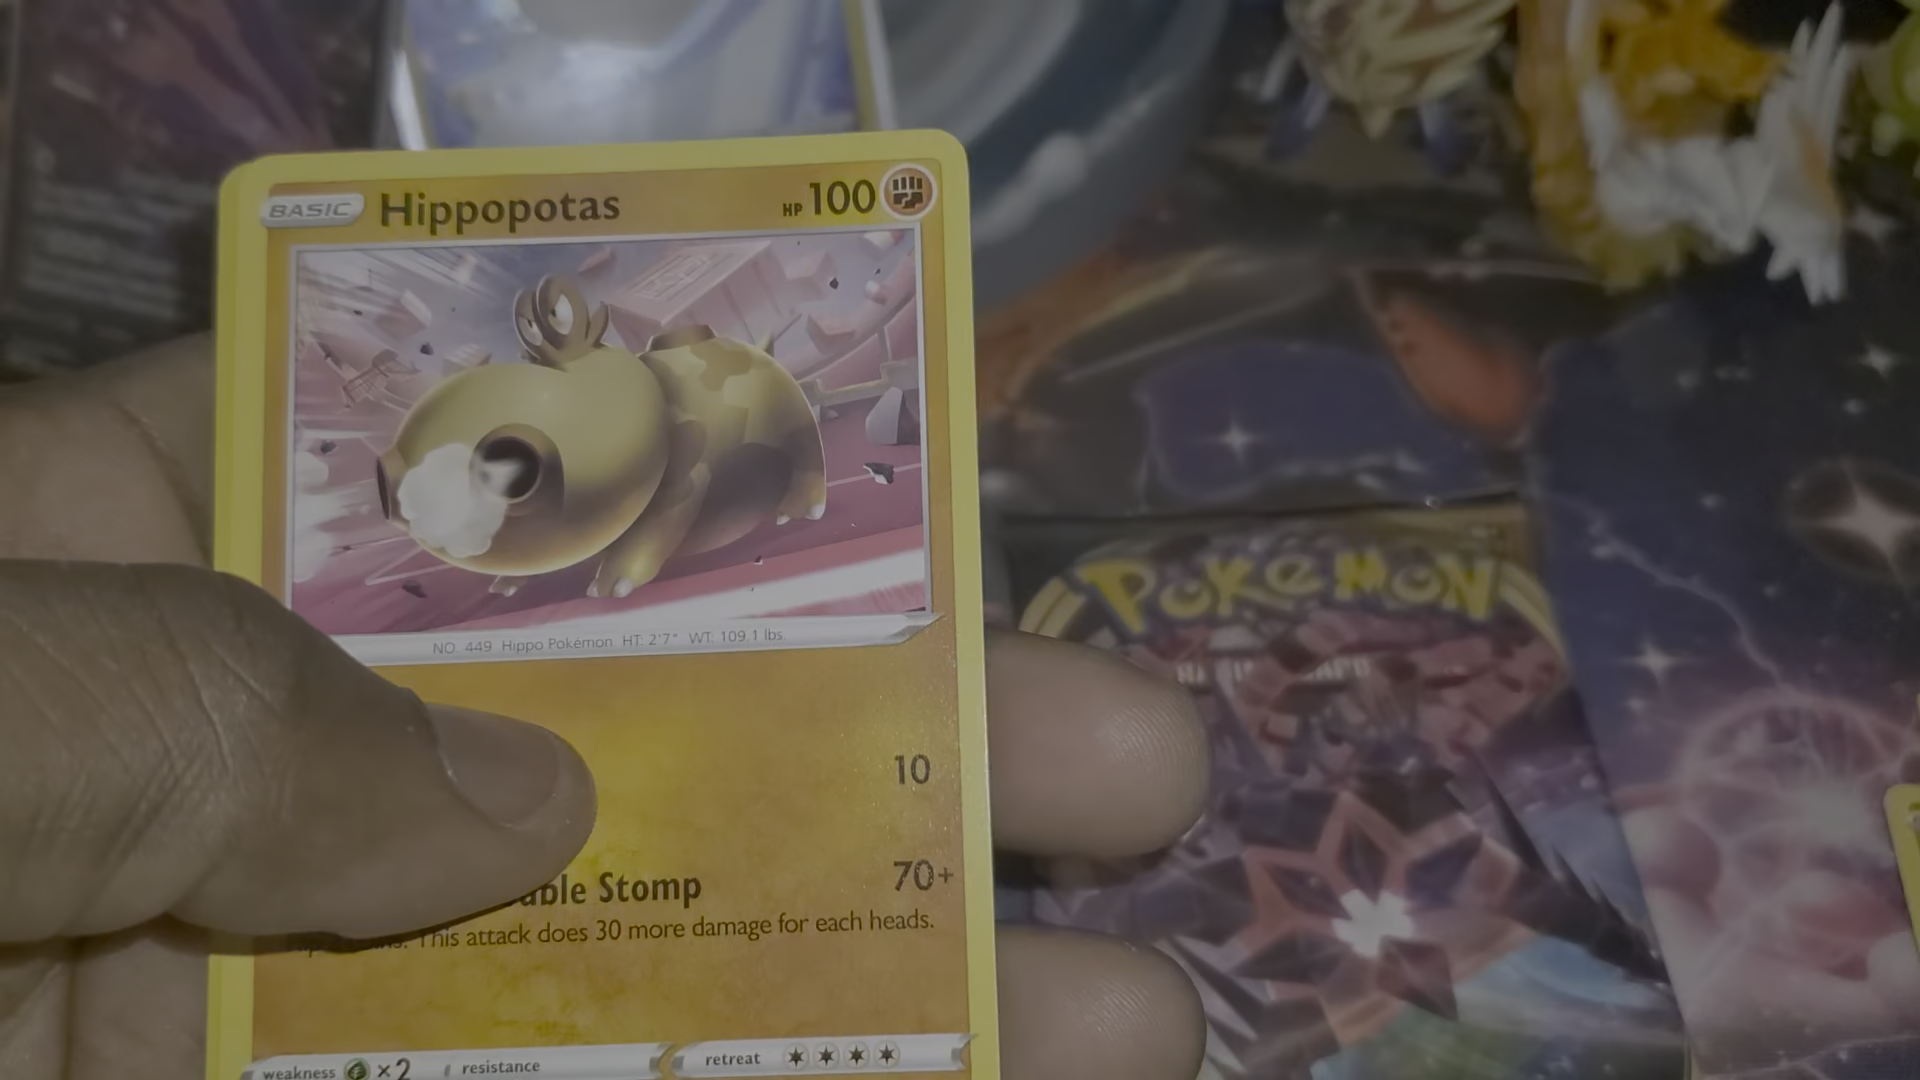 BASIC Hippopotas HP 100
NO. 449 Hippo Pokémon HT: 2'7" WT: 109.1 lbs.
10
Stomp 70+
This attack does 30 more damage for each heads.
weakness ×2 resistance retreat
POKÉMON